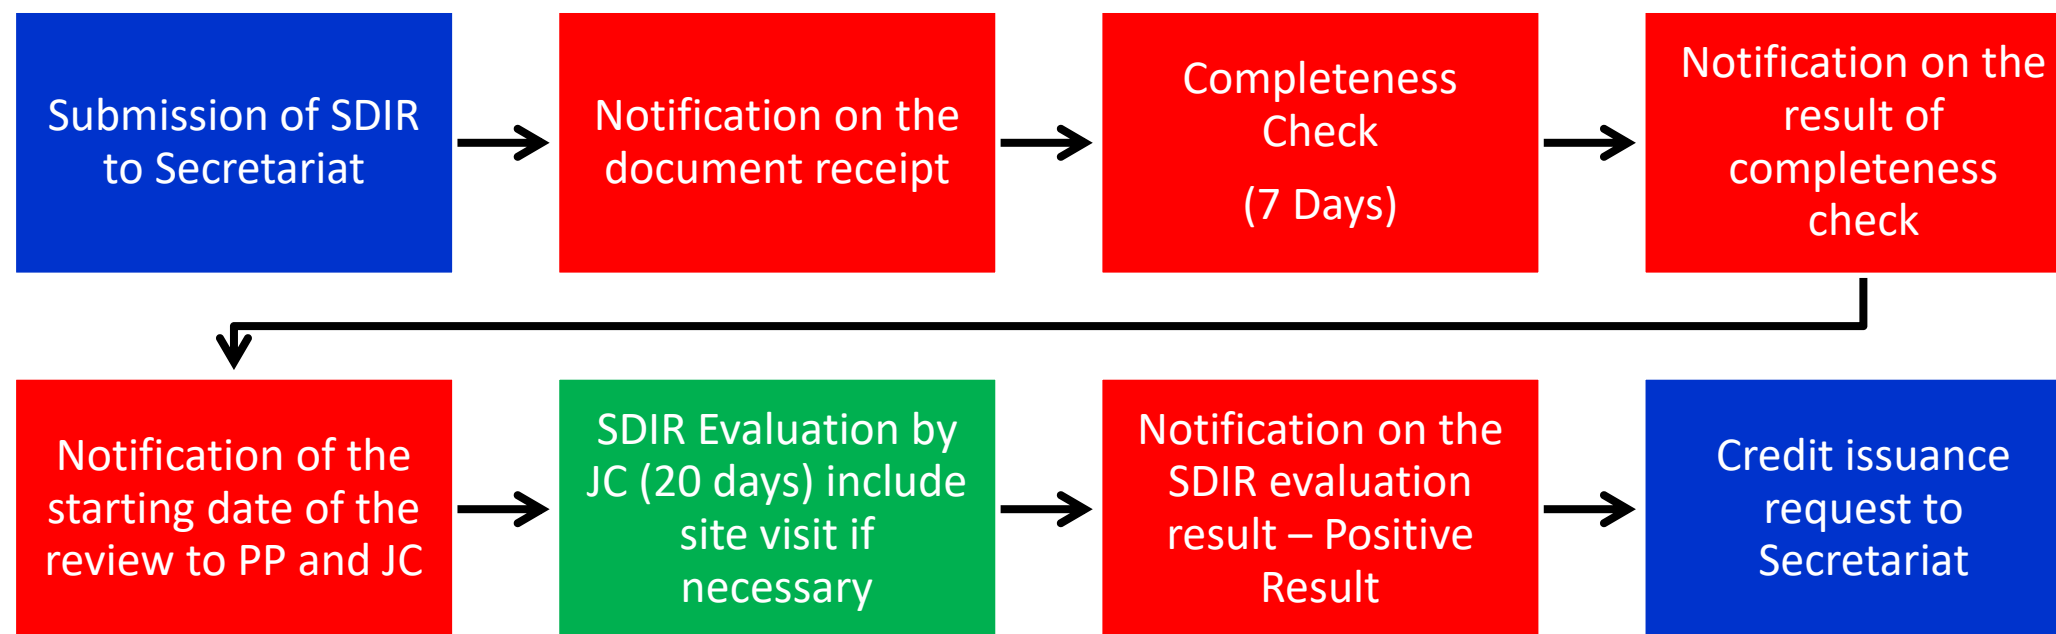 Submission of SDIR
to Secretariat
Notification on the
document receipt
Completeness
Check
(7 Days)
Notification on the
result of
completeness
check
Notification of the
starting date of the
review to PP and JC
SDIR Evaluation by
JC (20 days) include
site visit if
necessary
Notification on the
SDIR evaluation
result – Positive
Result
Credit issuance
request to
Secretariat